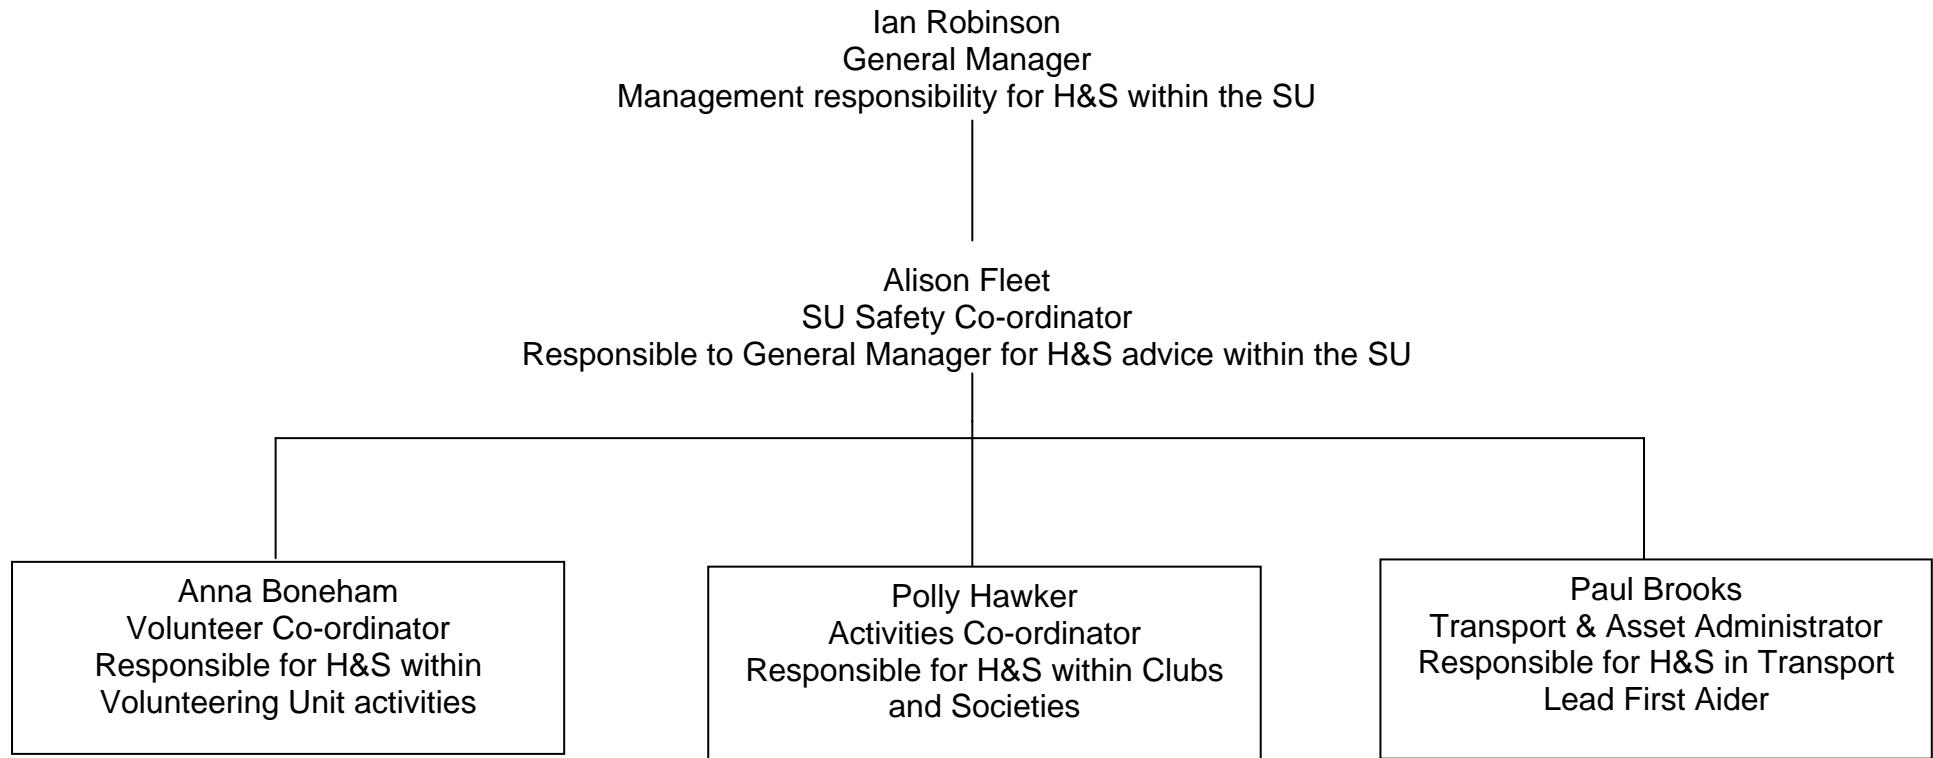 Ian Robinson
General Manager
Management responsibility for H&S within the SU
Alison Fleet
SU Safety Co-ordinator
Responsible to General Manager for H&S advice within the SU
Anna Boneham
Volunteer Co-ordinator
Responsible for H&S within
Volunteering Unit activities
Polly Hawker
Activities Co-ordinator
Responsible for H&S within Clubs
and Societies
Paul Brooks
Transport & Asset Administrator
Responsible for H&S in Transport
Lead First Aider